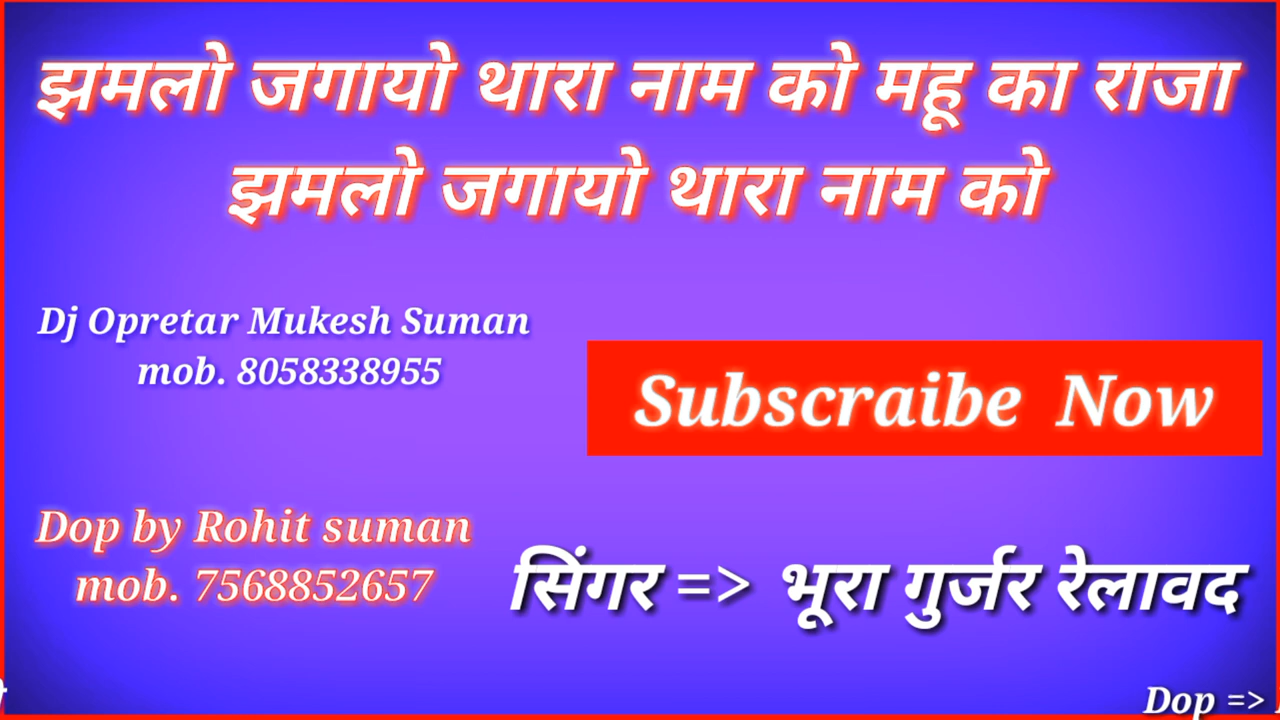 झमलो जगायो थारा नाम को महू का राजा
झमलो जगायो थारा नाम को
Dj Opretar Mukesh Suman
mob. 8058338955
Subscraibe Now
Dop by Rohit suman
mob. 7568852657
सिंगर => भूरा गुर्जर रेलावद
Dop =>